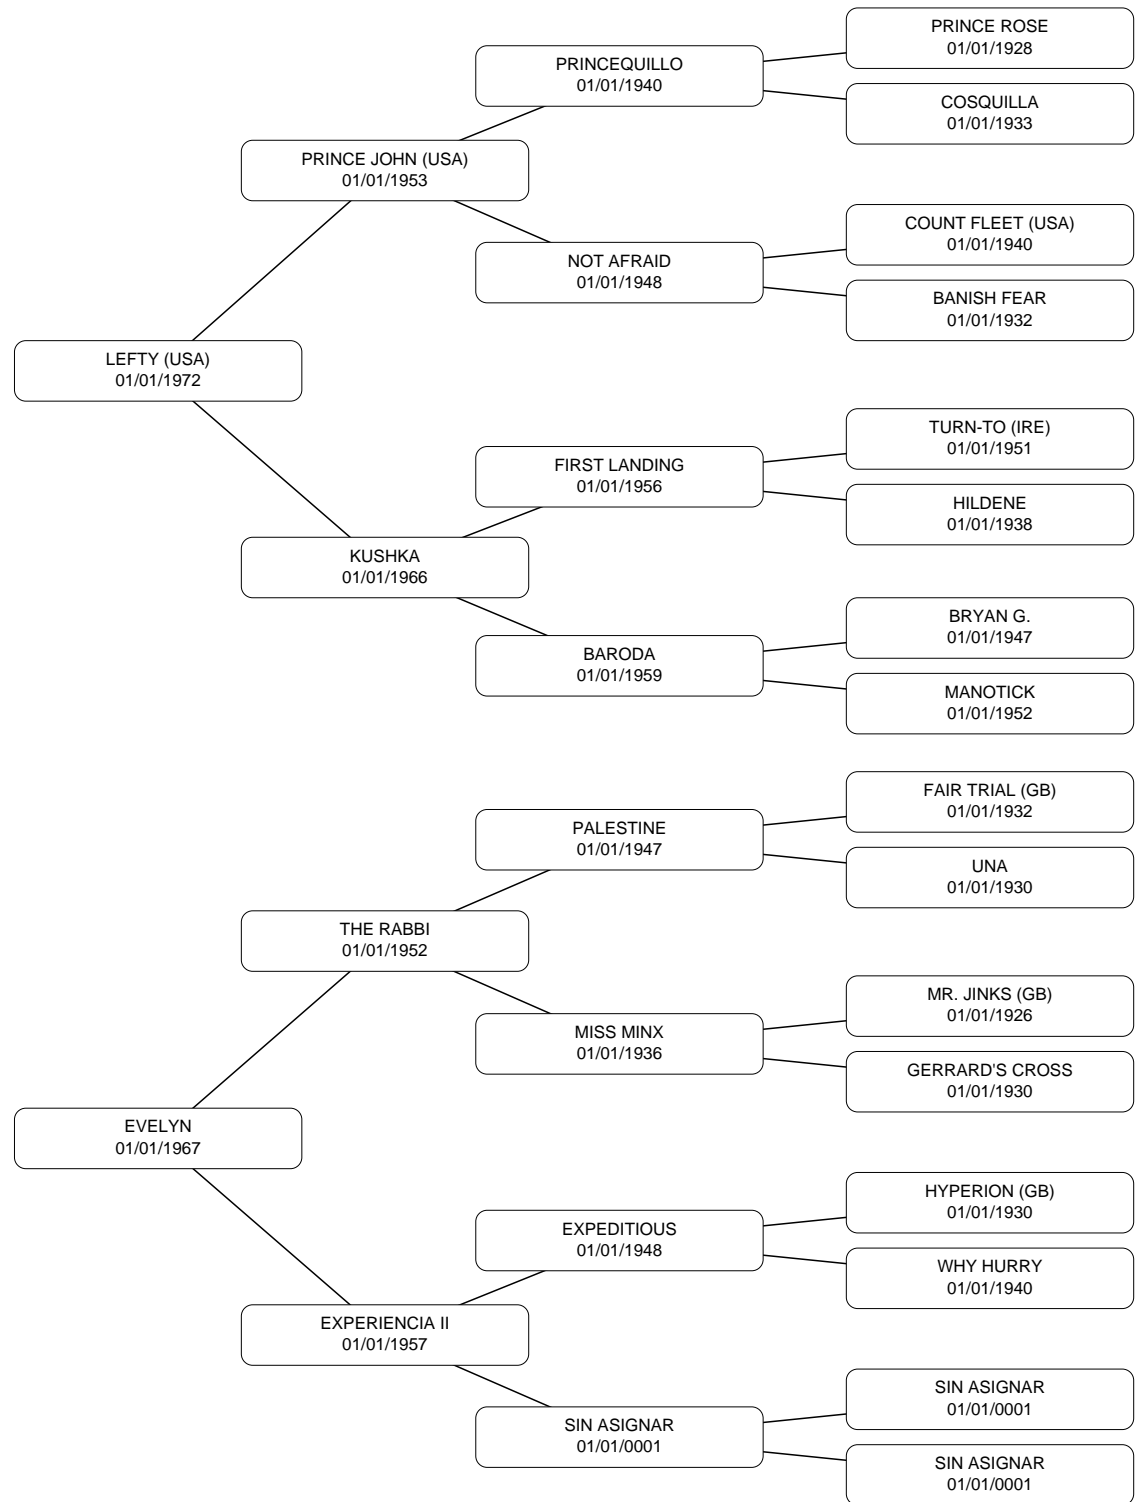 PRINCE ROSE
01/01/1928
PRINCEQUILLO
01/01/1940
COSQUILLA
01/01/1933
PRINCE JOHN (USA)
01/01/1953
COUNT FLEET (USA)
01/01/1940
NOT AFRAID
01/01/1948
BANISH FEAR
01/01/1932
LEFTY (USA)
01/01/1972
TURN-TO (IRE)
01/01/1951
FIRST LANDING
01/01/1956
HILDENE
01/01/1938
KUSHKA
01/01/1966
BRYAN G.
01/01/1947
BARODA
01/01/1959
MANOTICK
01/01/1952
FAIR TRIAL (GB)
01/01/1932
PALESTINE
01/01/1947
UNA
01/01/1930
THE RABBI
01/01/1952
MR. JINKS (GB)
01/01/1926
MISS MINX
01/01/1936
GERRARD'S CROSS
01/01/1930
EVELYN
01/01/1967
HYPERION (GB)
01/01/1930
EXPEDITIOUS
01/01/1948
WHY HURRY
01/01/1940
EXPERIENCIA II
01/01/1957
SIN ASIGNAR
01/01/0001
SIN ASIGNAR
01/01/0001
SIN ASIGNAR
01/01/0001